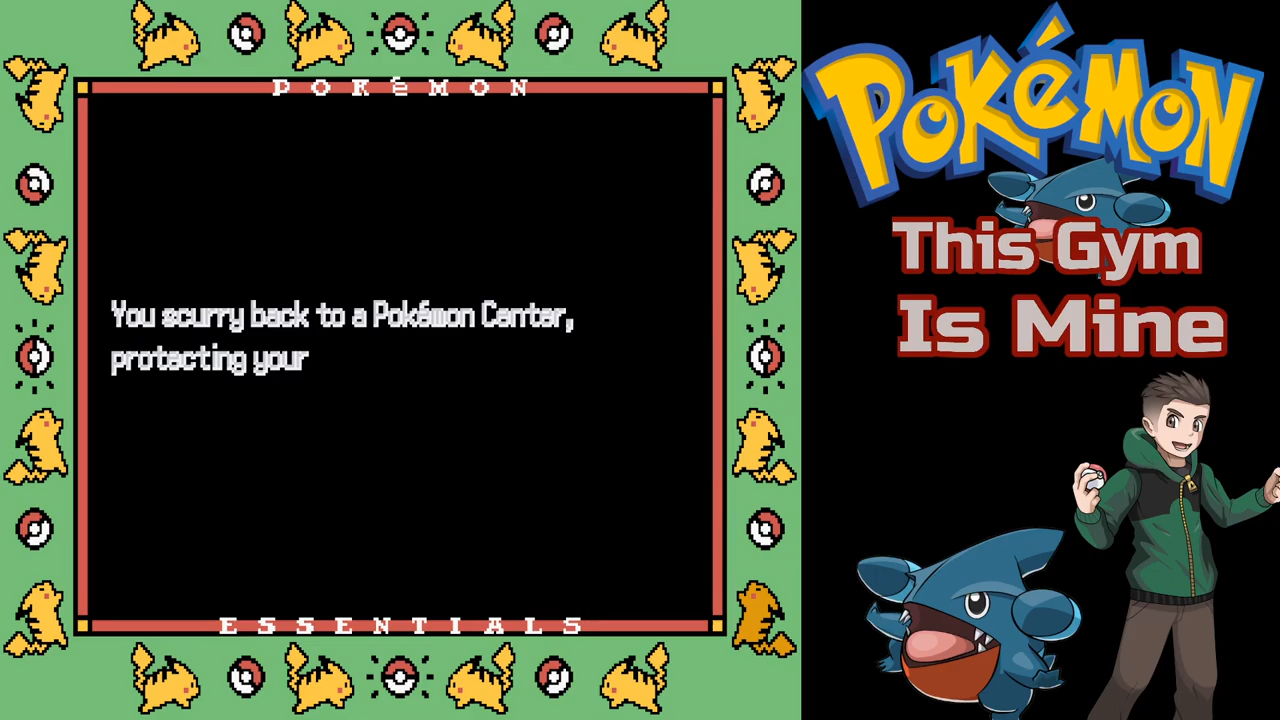 POKéMON
You scurry back to a Pokémon Center,
protecting your
ESSENTIALS
POKéMON
This Gym
Is Mine